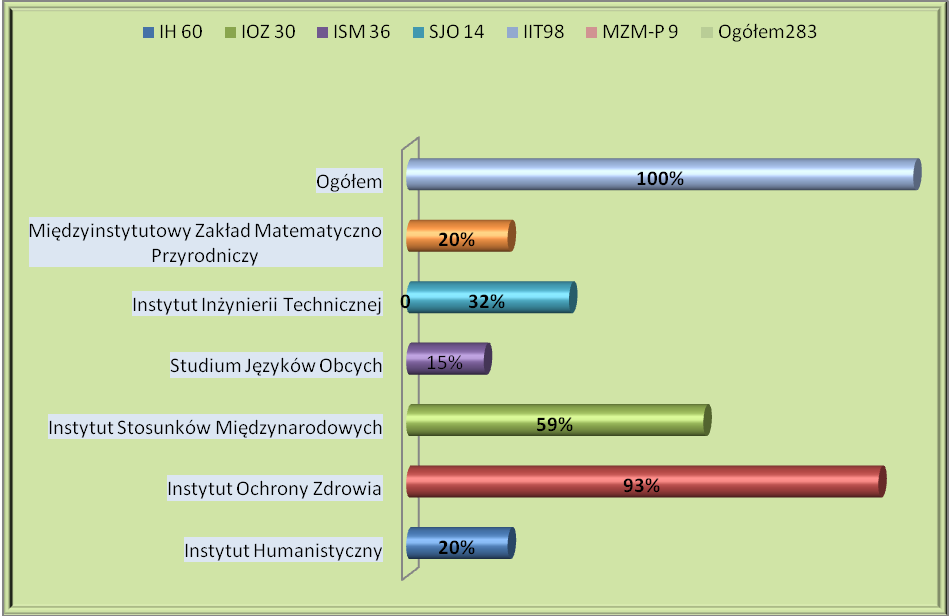 IH 60 IOZ 30 ISM 36 SJO 14 IIT98 MZM-P 9 Ogółem283
Ogółem 100%
Międzyinstytutowy Zakład Matematyczno
Przyrodniczy
20%
Instytut Inżynierii Technicznej 0 32%
Studium Języków Obcych 15%
Instytut Stosunków Międzynarodowych 59%
Instytut Ochrony Zdrowia 93%
Instytut Humanistyczny 20%